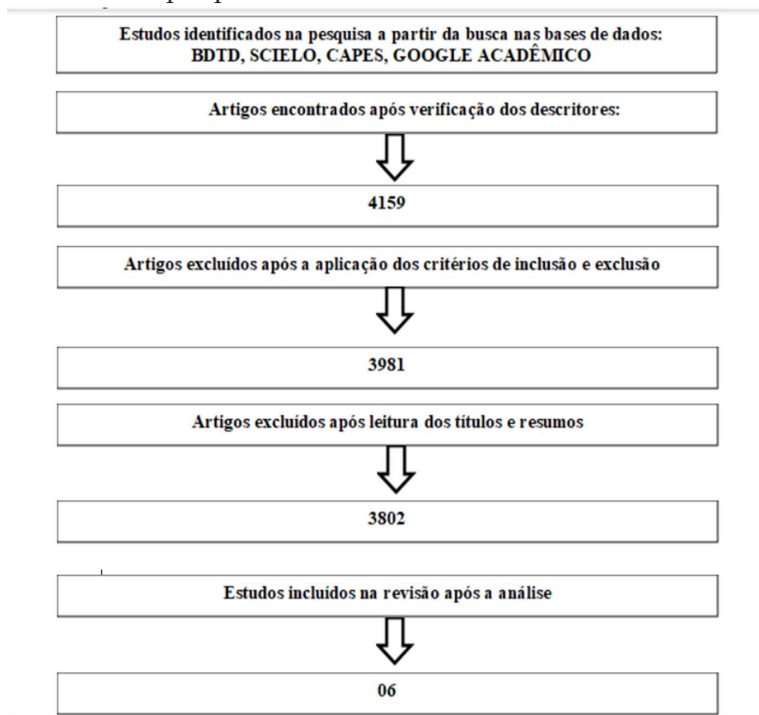 Estudos identificados na pesquisa a partir da busca nas bases de dados:
BDTD, SCIELO, CAPES, GOOGLE ACADÊMICO
Artigos encontrados após verificação dos descritores:
4159
Artigos excluídos após a aplicação dos critérios de inclusão e exclusão
3981
Artigos excluídos após leitura dos títulos e resumos
3802
Estudos incluídos na revisão após a análise
06